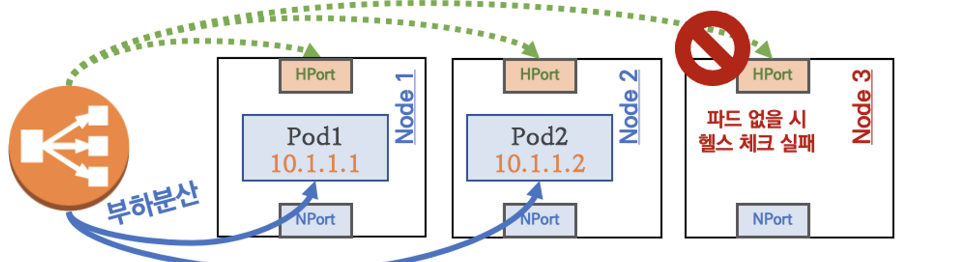 HPort
HPort
HPort
Node 1
Node 2
Node 3
Pod1
10.1.1.1
Pod2
10.1.1.2
파드 없을 시
헬스 체크 실패
부하분산
NPort
NPort
NPort